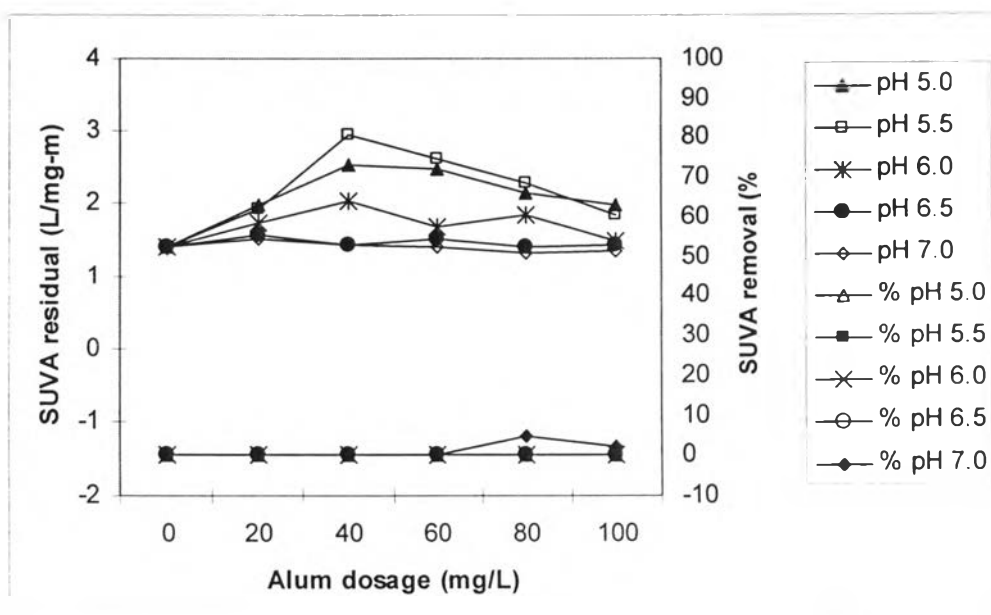 4
3
2
1
0
-1
-2
SUVA residual (L/mg-m)
100
90
80
70
60
50
40
30
20
10
0
-10
SUVA removal (%
0 20 40 60 80 100
Alum dosage (mg/L)
pH 5.0
pH 5.5
pH 6.0
pH 6.5
pH 7.0
% pH 5.0
% pH 5.5
% pH 6.0
% pH 6.5
% pH 7.0